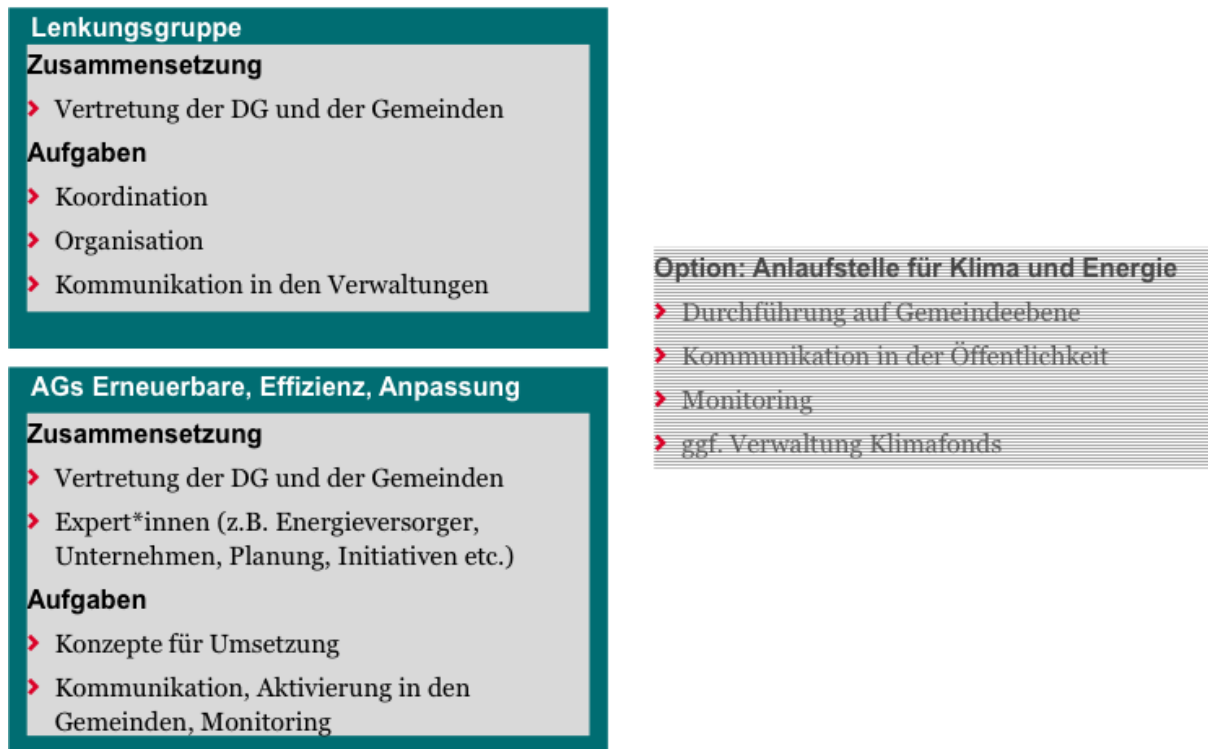 Lenkungsgruppe
Zusammensetzung
Vertretung der DG und der Gemeinden
Aufgaben
Koordination
Organisation
Kommunikation in den Verwaltungen
AGs Erneuerbare, Effizienz, Anpassung
Zusammensetzung
Vertretung der DG und der Gemeinden
Expert*innen (z.B. Energieversorger,
Unternehmen, Planung, Initiativen etc.)
Aufgaben
Konzepte für Umsetzung
Kommunikation, Aktivierung in den
Gemeinden, Monitoring
Option: Anlaufstelle für Klima und Energie
Durchführung auf Gemeindeebene
Kommunikation in der Öffentlichkeit
Monitoring
ggf. Verwaltung Klimafonds